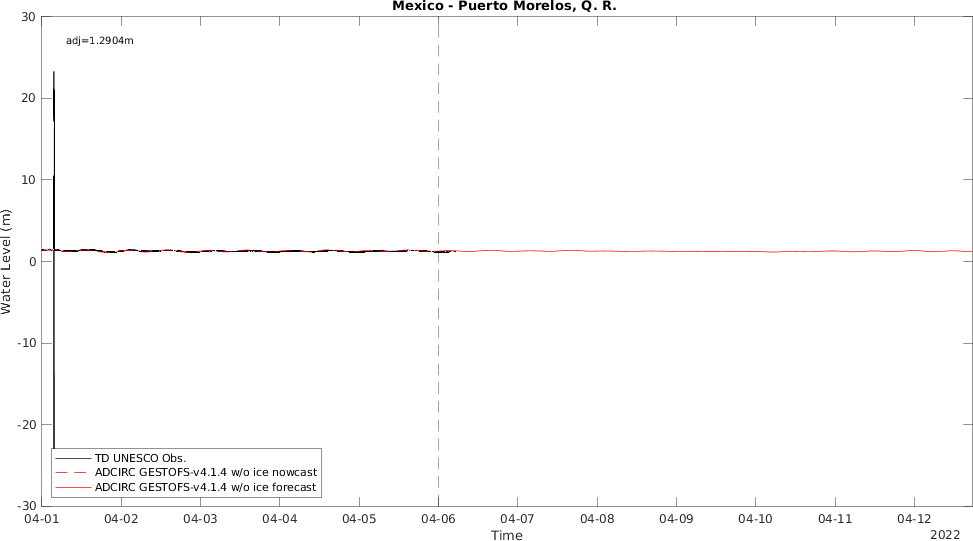 Mexico - Puerto Morelos, Q. R.
30
adj=1.2904m
20
10
0
-10
-20
-30
Water Level (m)
TD UNESCO Obs.
ADCIRC GESTOFS-v4.1.4 w/o ice nowcast
ADCIRC GESTOFS-v4.1.4 w/o ice forecast
04-01 04-02 04-03 04-04 04-05 04-06 04-07 04-08 04-09 04-10 04-11 04-12
Time
2022